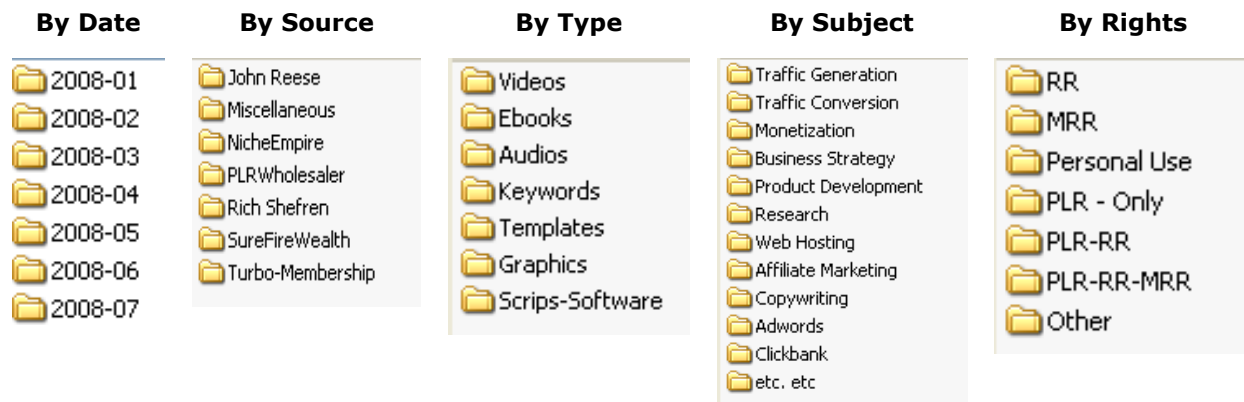 By Date
2008-01
2008-02
2008-03
2008-04
2008-05
2008-06
2008-07
By Source
John Reese
Miscellaneous
NicheEmpire
PLRWholesaler
Rich Shefren
SureFireWealth
Turbo-Membership
By Type
Videos
Ebooks
Audios
Keywords
Templates
Graphics
Scrips-Software
By Subject
Traffic Generation
Traffic Conversion
Monetization
Business Strategy
Product Development
Research
Web Hosting
Affiliate Marketing
Copywriting
Adwords
Clickbank
etc. etc
By Rights
RR
MRR
Personal Use
PLR - Only
PLR-RR
PLR-RR-MRR
Other